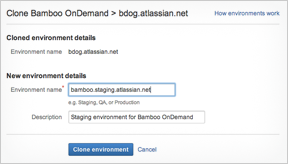 Clone Bamboo OnDemand > bdog.atlassian.net
How environments work
Cloned environment details
Environment name bdog.atlassian.net
New environment details
Environment name* bamboo.staging.atlassian.net
e.g. Staging, QA, or Production
Description Staging environment for Bamboo OnDemand
Clone environment Cancel